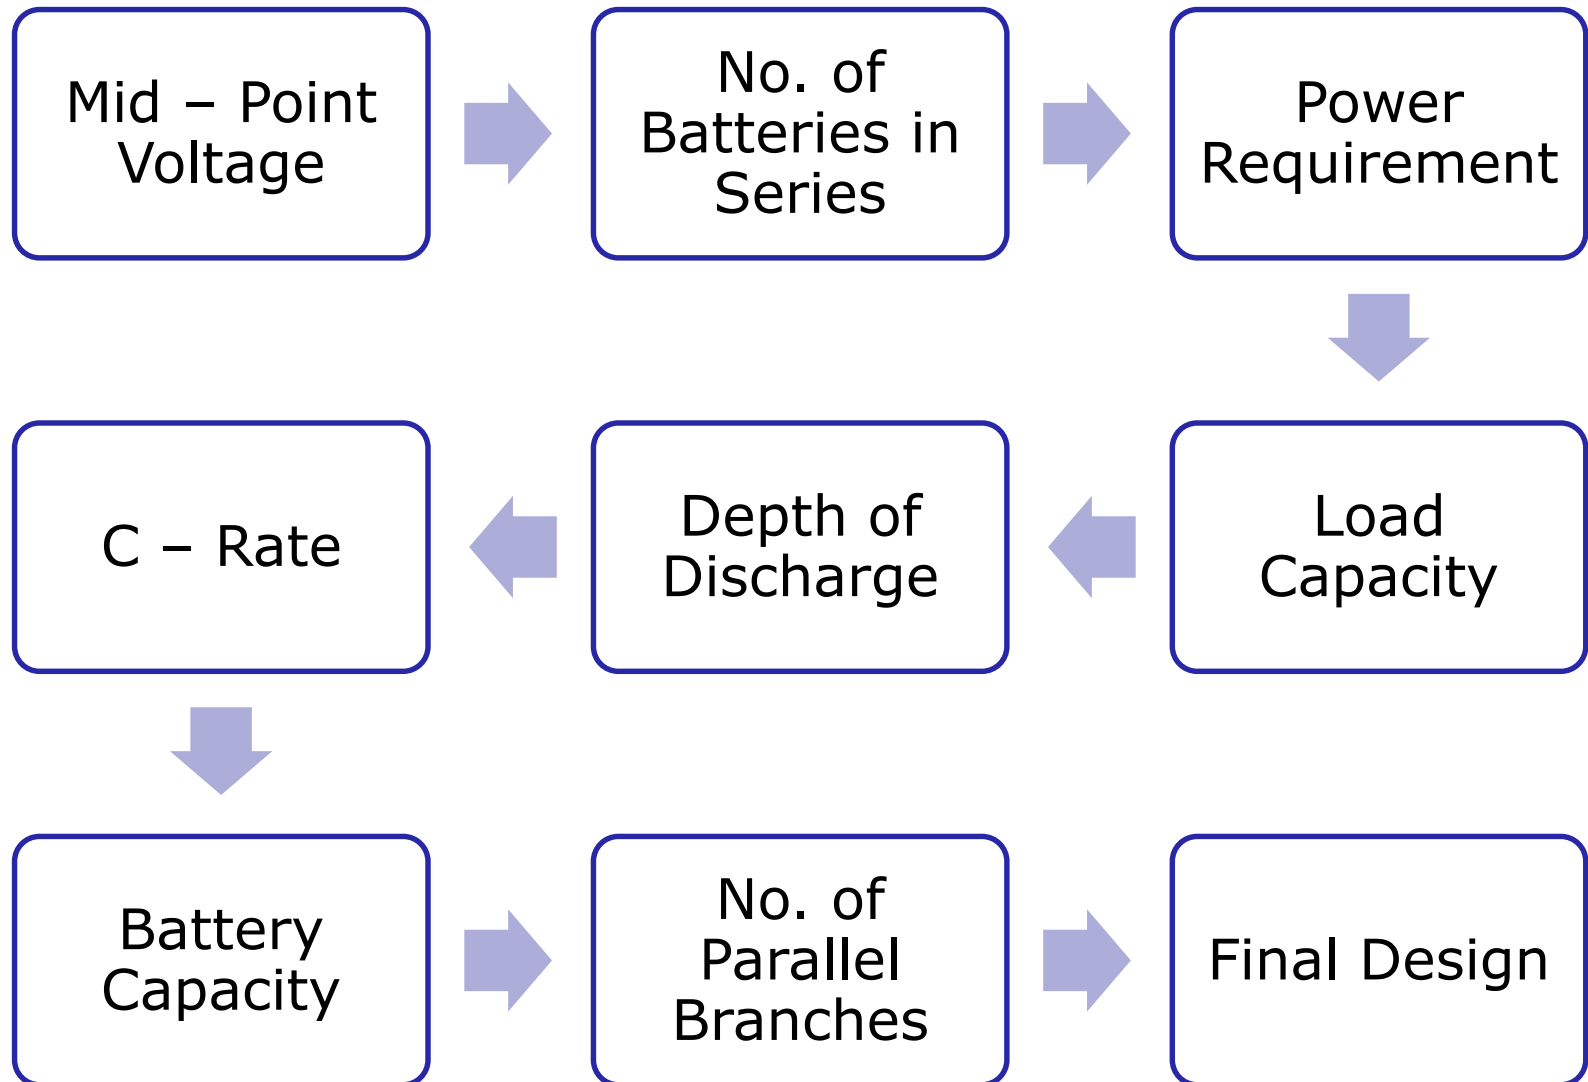 Mid – Point
Voltage
No. of
Batteries in
Series
Power
Requirement
Load
Capacity
Depth of
Discharge
C – Rate
Battery
Capacity
No. of
Parallel
Branches
Final Design